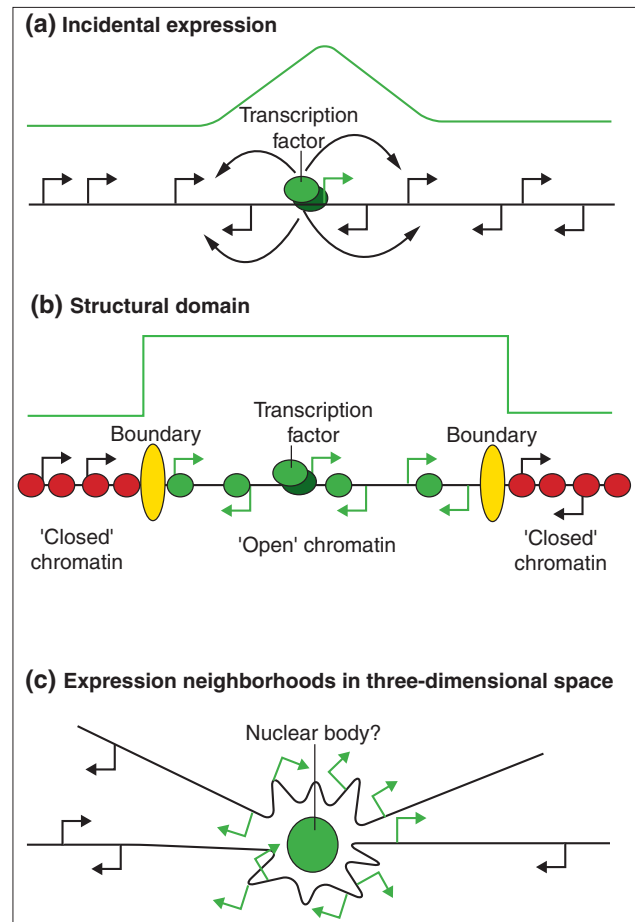 (a) Incidental expression
Transcription
factor
(b) Structural domain
Boundary
Transcription
factor
Boundary
'Closed'
chromatin
'Open' chromatin
'Closed'
chromatin
(c) Expression neighborhoods in three-dimensional space
Nuclear body?